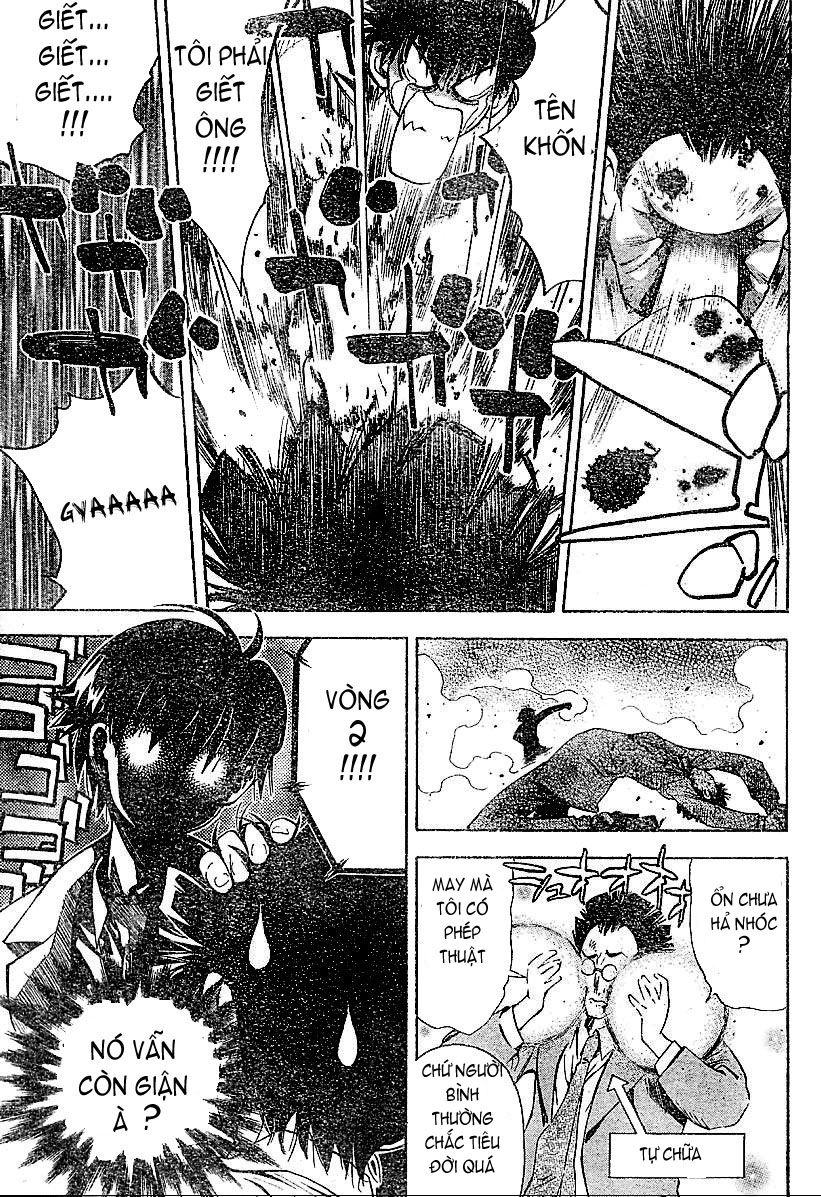 TÊN
KHỐN
TÔI PHẢI
GIẾT
ÔNG
!!!!
GIẾT...
GIẾT...
GIẾT....
!!!
GYAAAAA
ỔN CHƯA
HẢ NHÓC
?
MAY MÀ
TÔI CÓ
PHÉP
THUẬT
CHỨ NGƯỜI
BÌNH
THƯỜNG
CHẮC TIÊU
ĐỜI QUÁ
TỰ CHỮA
VÒNG
2
!!!!
NÓ VẪN
CÒN GIẬN
À ?